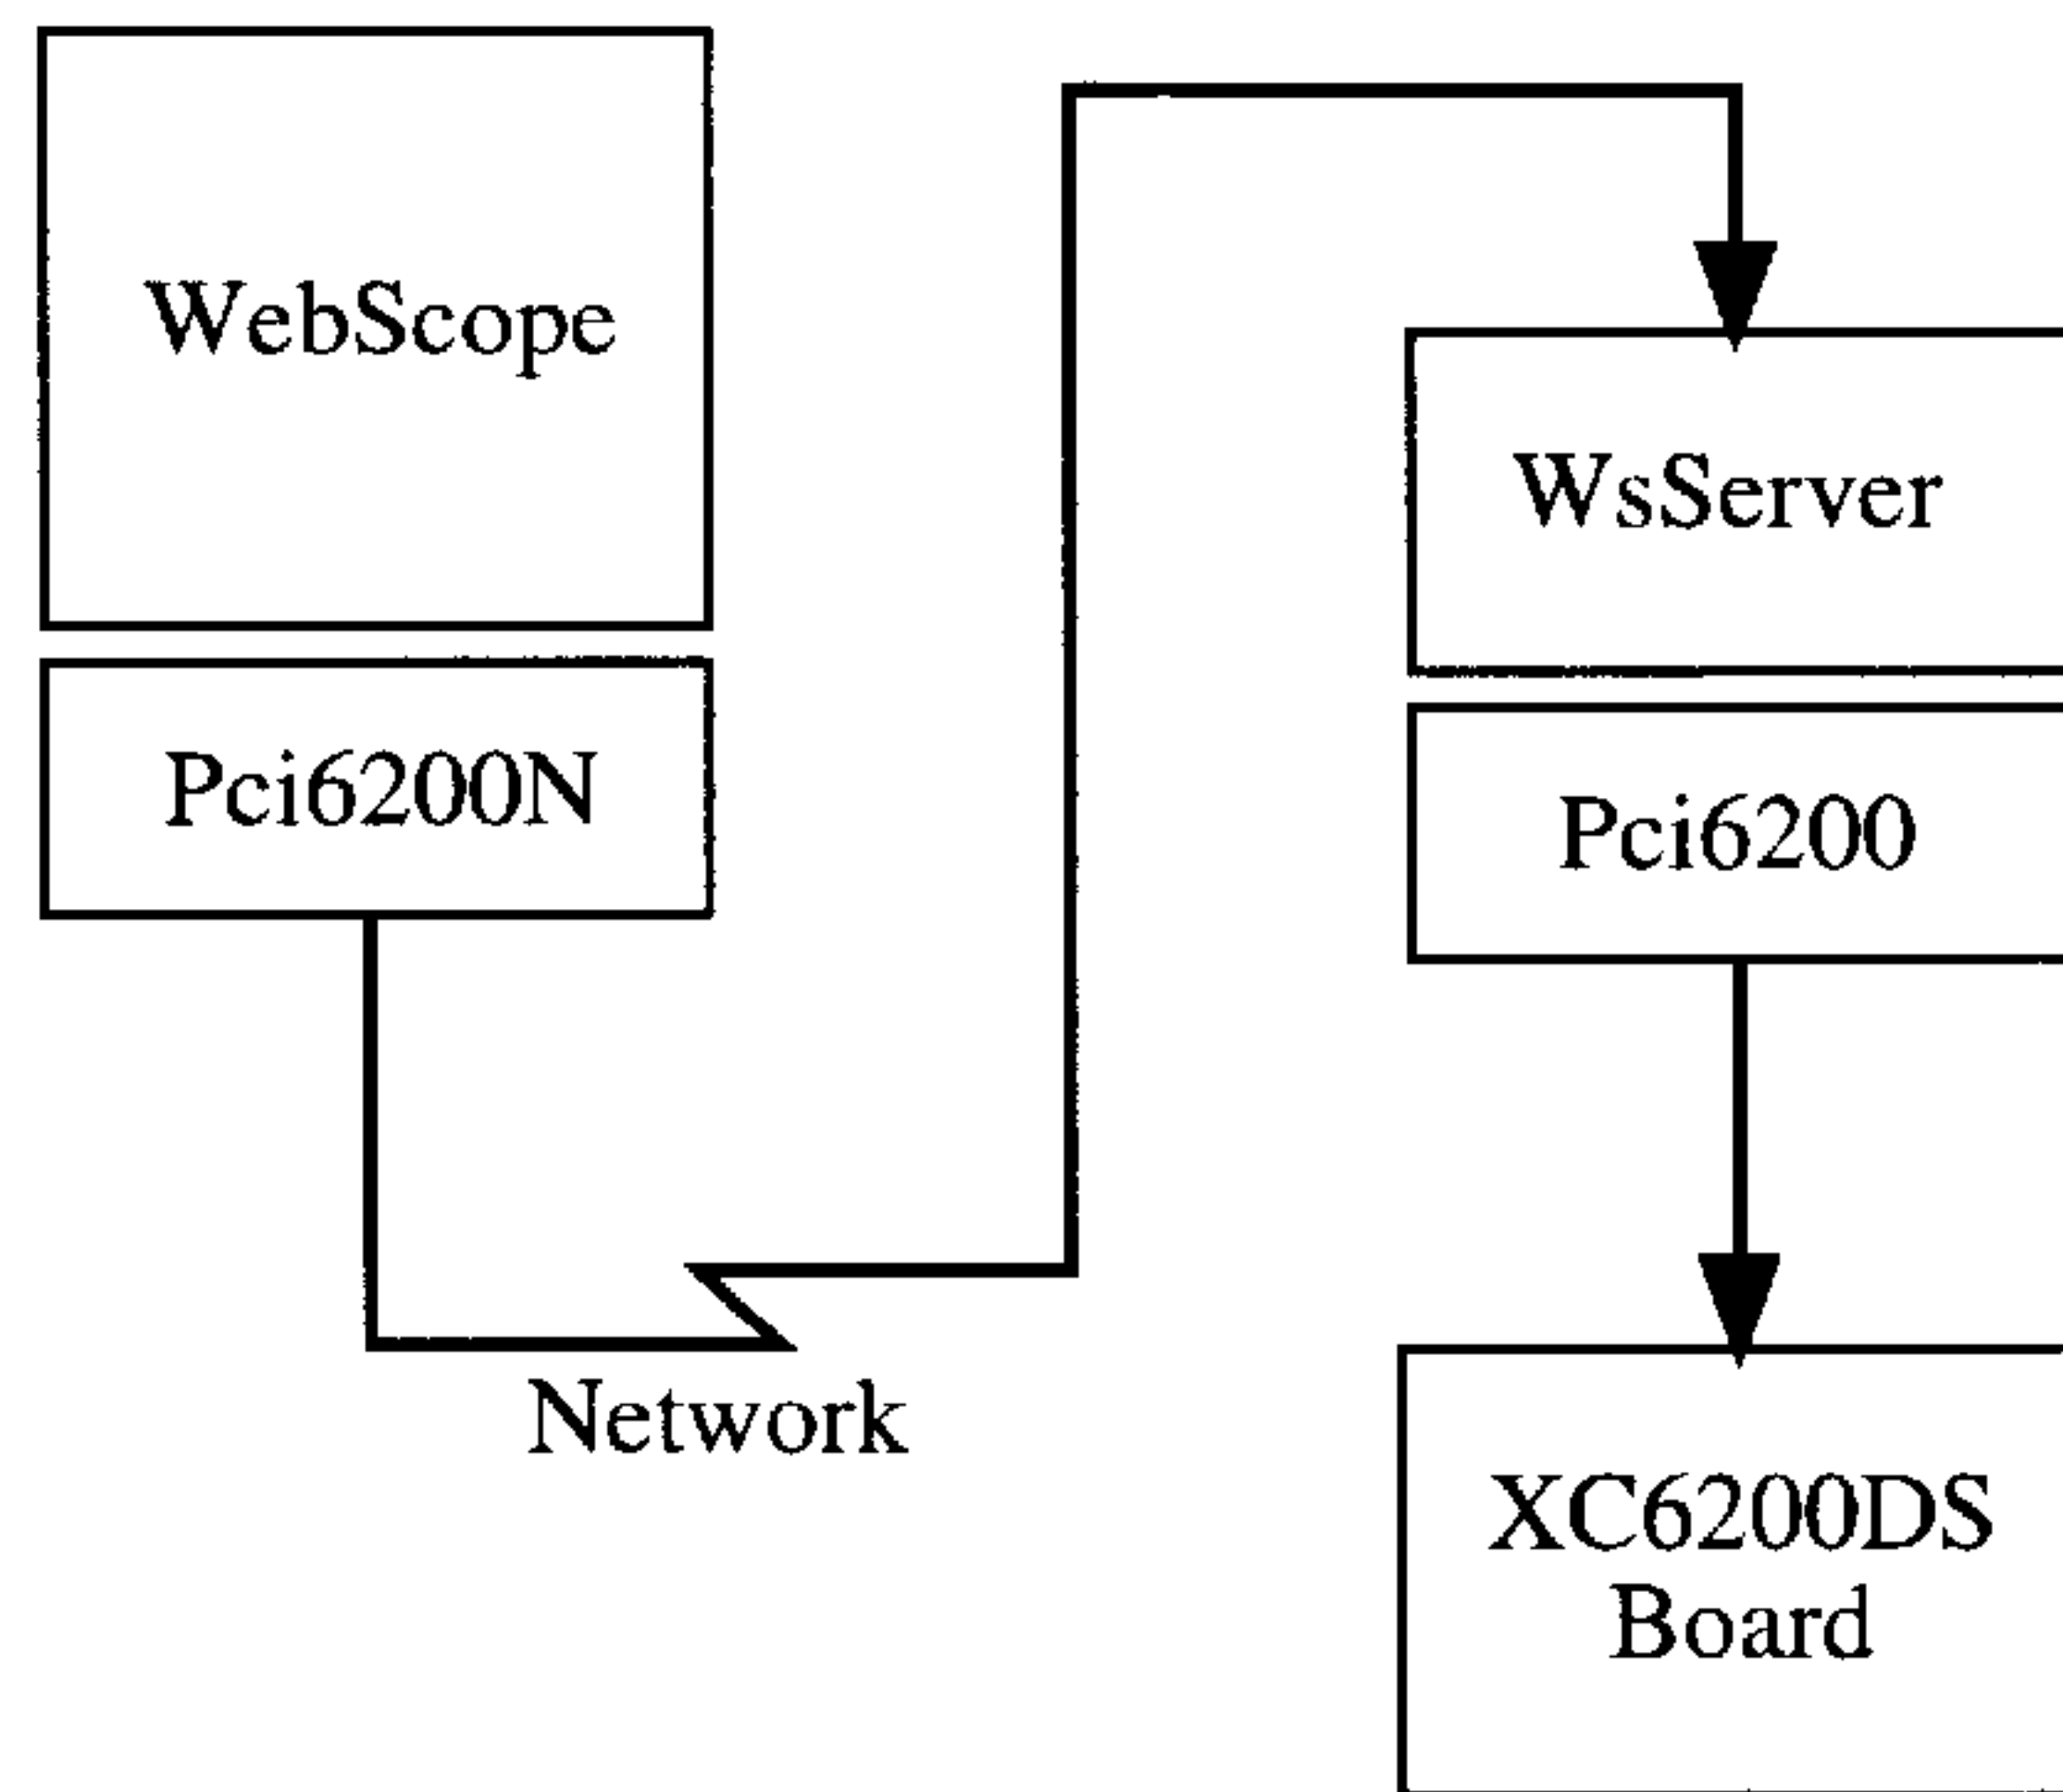 WebScope
Pci6200N
Network
WsServer
Pci6200
XC6200DS
Board